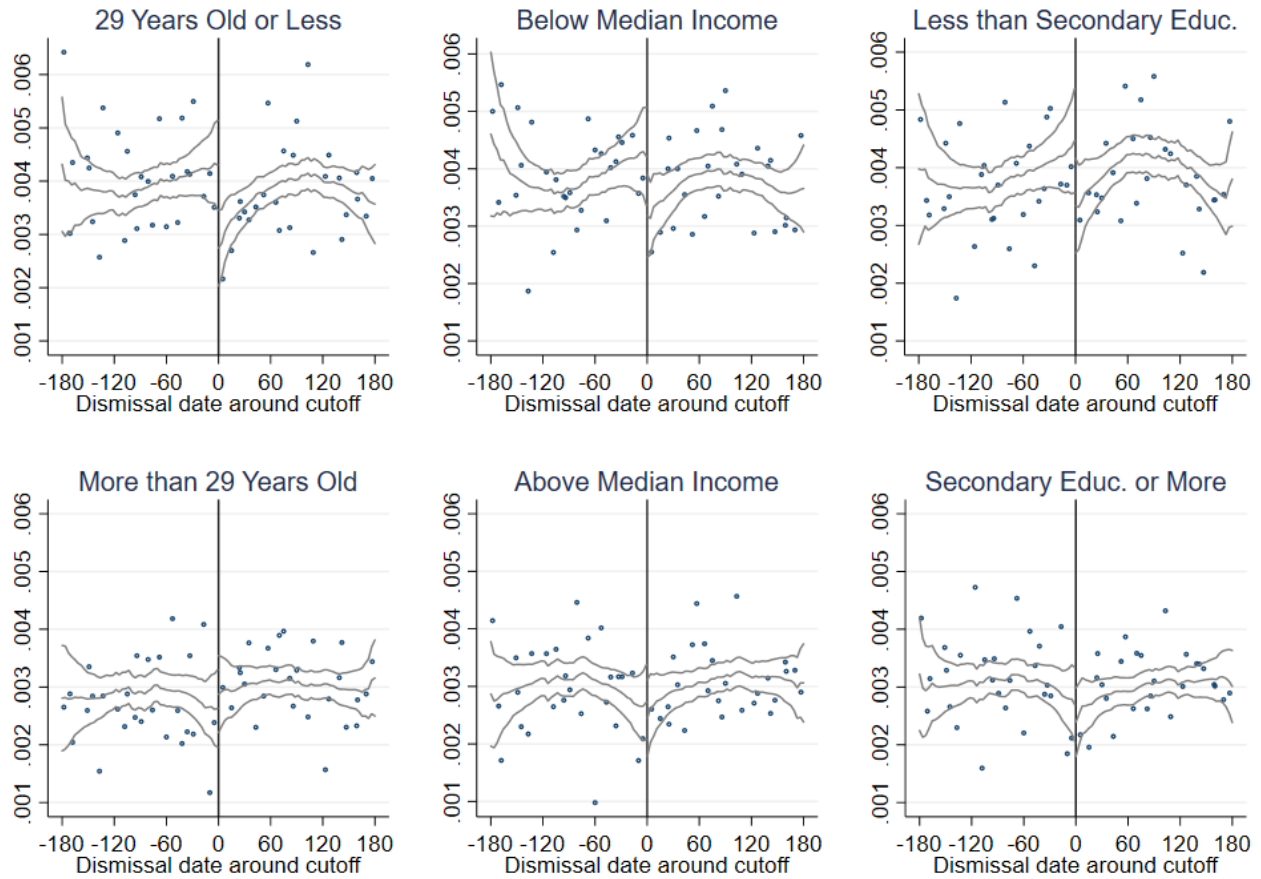 29 Years Old or Less
.006
.005
.004
.003
.002
.001
-180 -120 -60 0 60 120 180
Dismissal date around cutoff
Below Median Income
.006
.005
.004
.003
.002
.001
-180 -120 -60 0 60 120 180
Dismissal date around cutoff
Less than Secondary Educ.
.006
.005
.004
.003
.002
.001
-180 -120 -60 0 60 120 180
Dismissal date around cutoff
More than 29 Years Old
.006
.005
.004
.003
.002
.001
-180 -120 -60 0 60 120 180
Dismissal date around cutoff
Above Median Income
.006
.005
.004
.003
.002
.001
-180 -120 -60 0 60 120 180
Dismissal date around cutoff
Secondary Educ. or More
.006
.005
.004
.003
.002
.001
-180 -120 -60 0 60 120 180
Dismissal date around cutoff